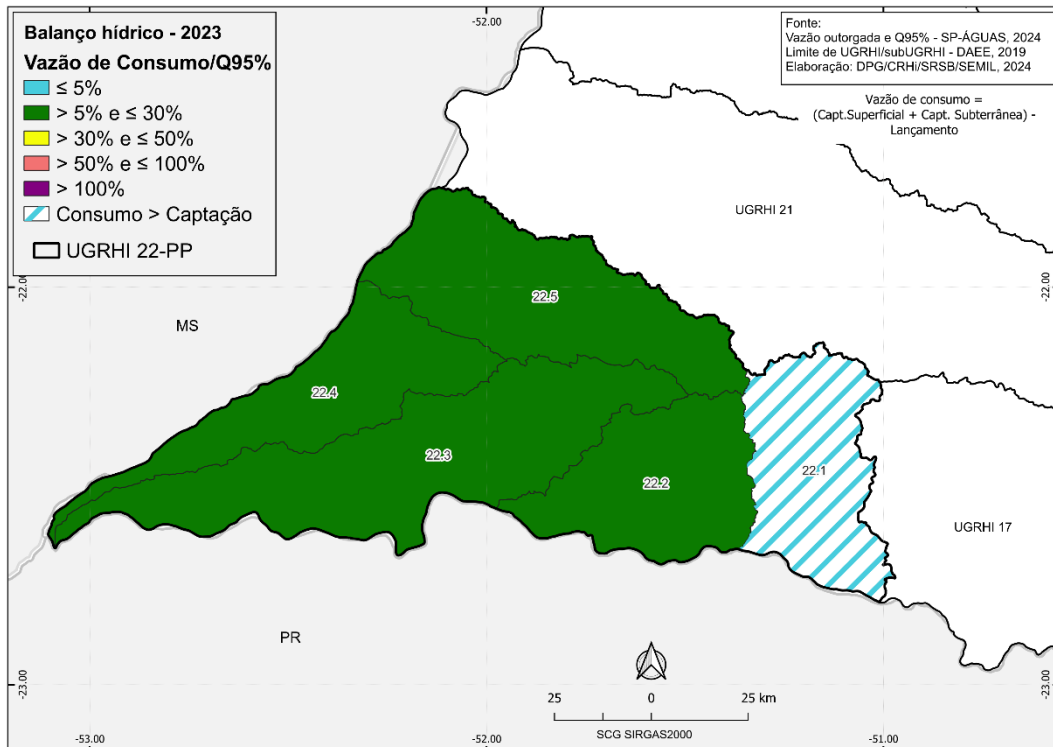 Balanço hídrico - 2023
Vazão de Consumo/Q95%
≤ 5%
> 5% e ≤ 30%
> 30% e ≤ 50%
> 50% e ≤ 100%
> 100%
Consumo > Captação
UGRHI 22-PP
-52.00
Fonte:
Vazão outorgada e Q95% - SP-ÁGUAS, 2024
Limite de UGRHI/subUGRHI - DAEE, 2019
Elaboração: DPG/CRHi/SRSB/SEMIL, 2024
Vazão de consumo =
(Capt.Superficial + Capt. Subterrânea) -
Lançamento
UGRHI 21
-22.00
-22.00
22.5
MS
22.4
22.3
22.2
22.1
UGRHI 17
PR
-23.00
-23.00
25 0 25 km
SCG SIRGAS2000
-53.00
-52.00
-51.00